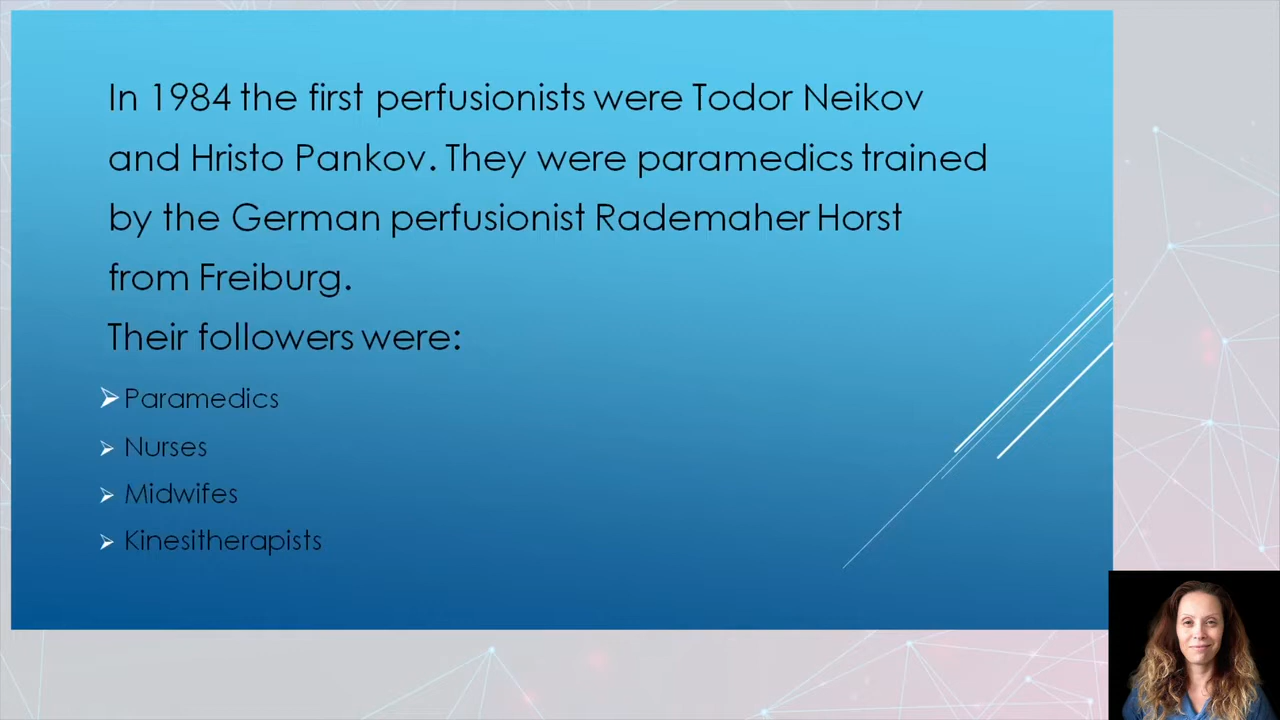 In 1984 the first perfusionists were Todor Neikov
and Hristo Pankov. They were paramedics trained
by the German perfusionist Rademaher Horst
from Freiburg.
Their followers were:
Paramedics
Nurses
Midwifes
Kinesitherapists